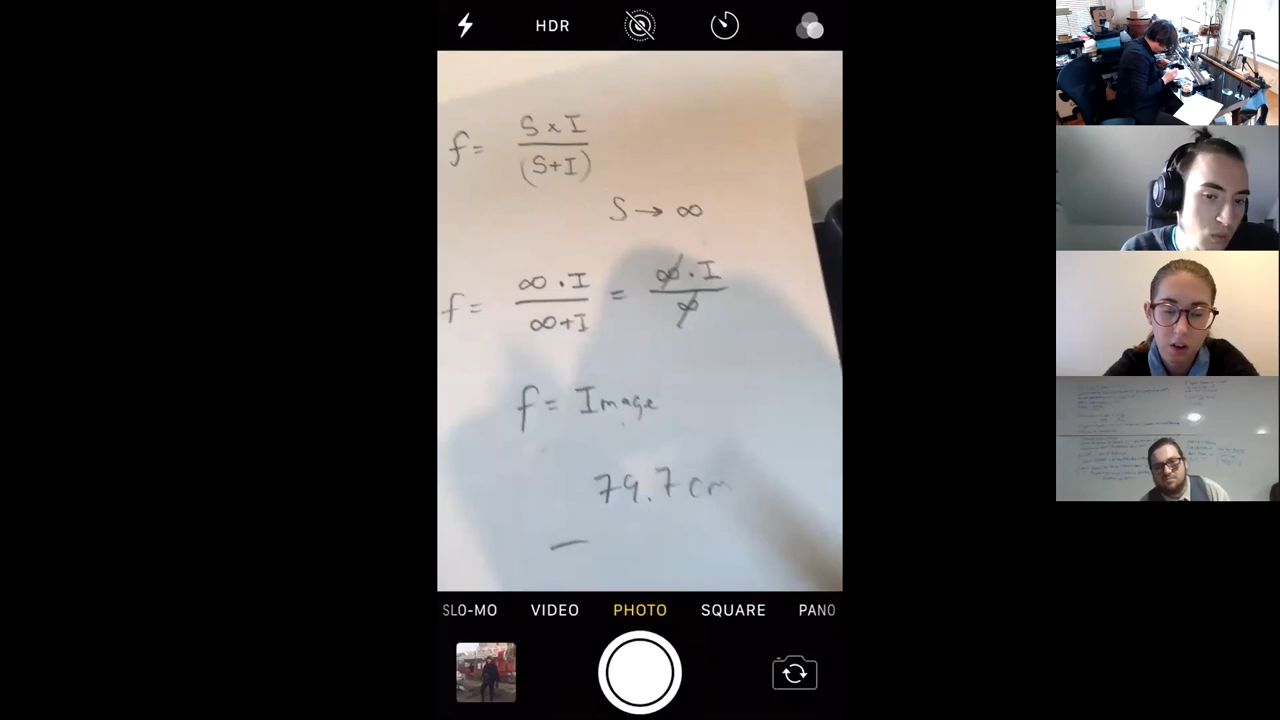 HDR
f = S x I
(S+I)
S → ∞
f = ∞ . I = ∞ . I
∞+I ∞
f = Image
79.7 cm
SLO-MO VIDEO PHOTO SQUARE PANO